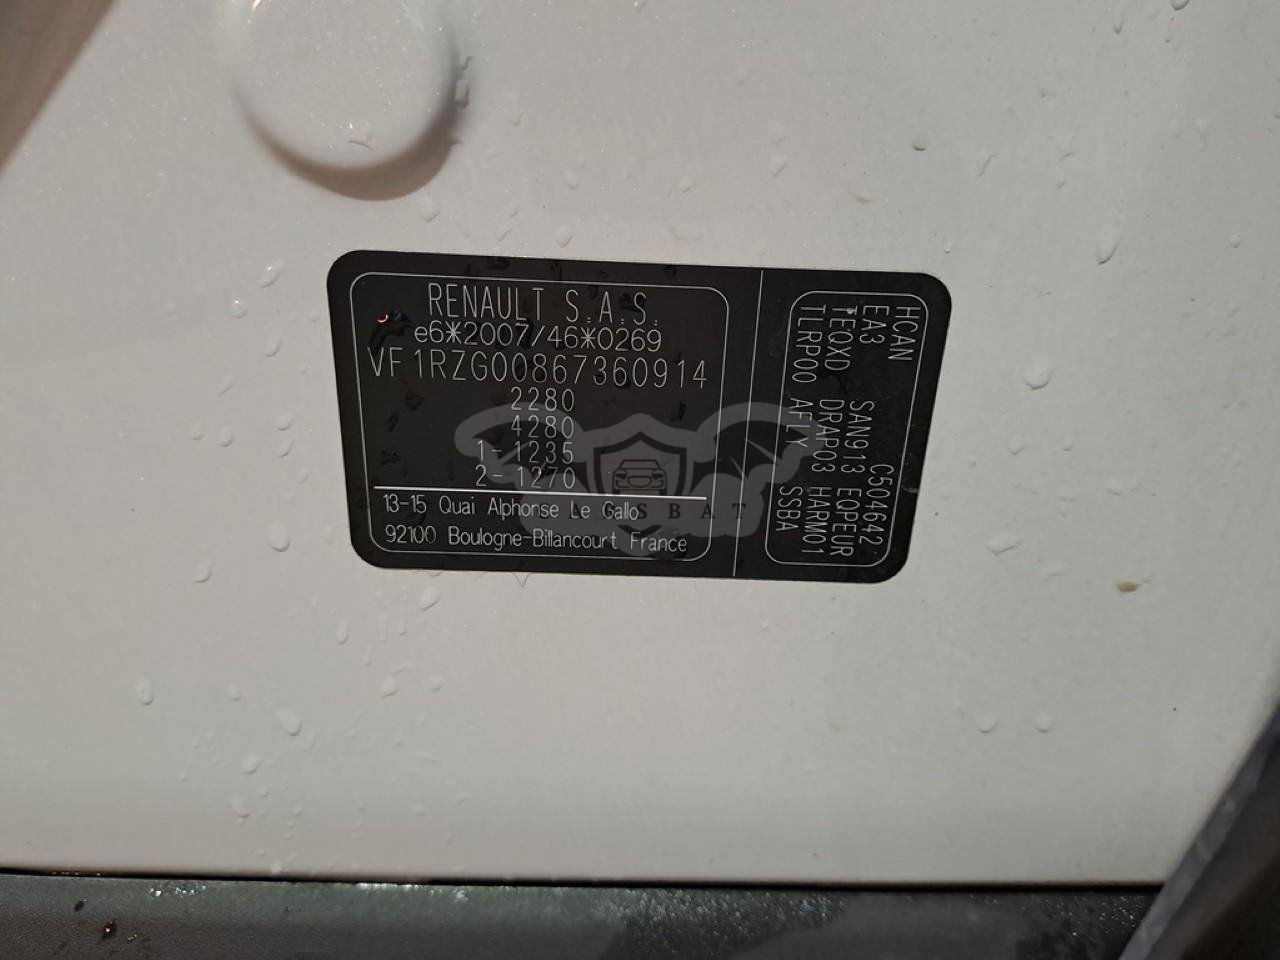 RENAULT S.A.S.
e6*2007/46*0269
VF1RZG00867360914
2280
4280
1-1235
2-1270
13-15 Quai Alphonse Le Gallo
92100 Boulogne-Billancourt France
HCAN C504642
EA3 SAN913 EQPEUR
TEQXD DRAP03 HARM01
TLRP00 AFIX SSBA